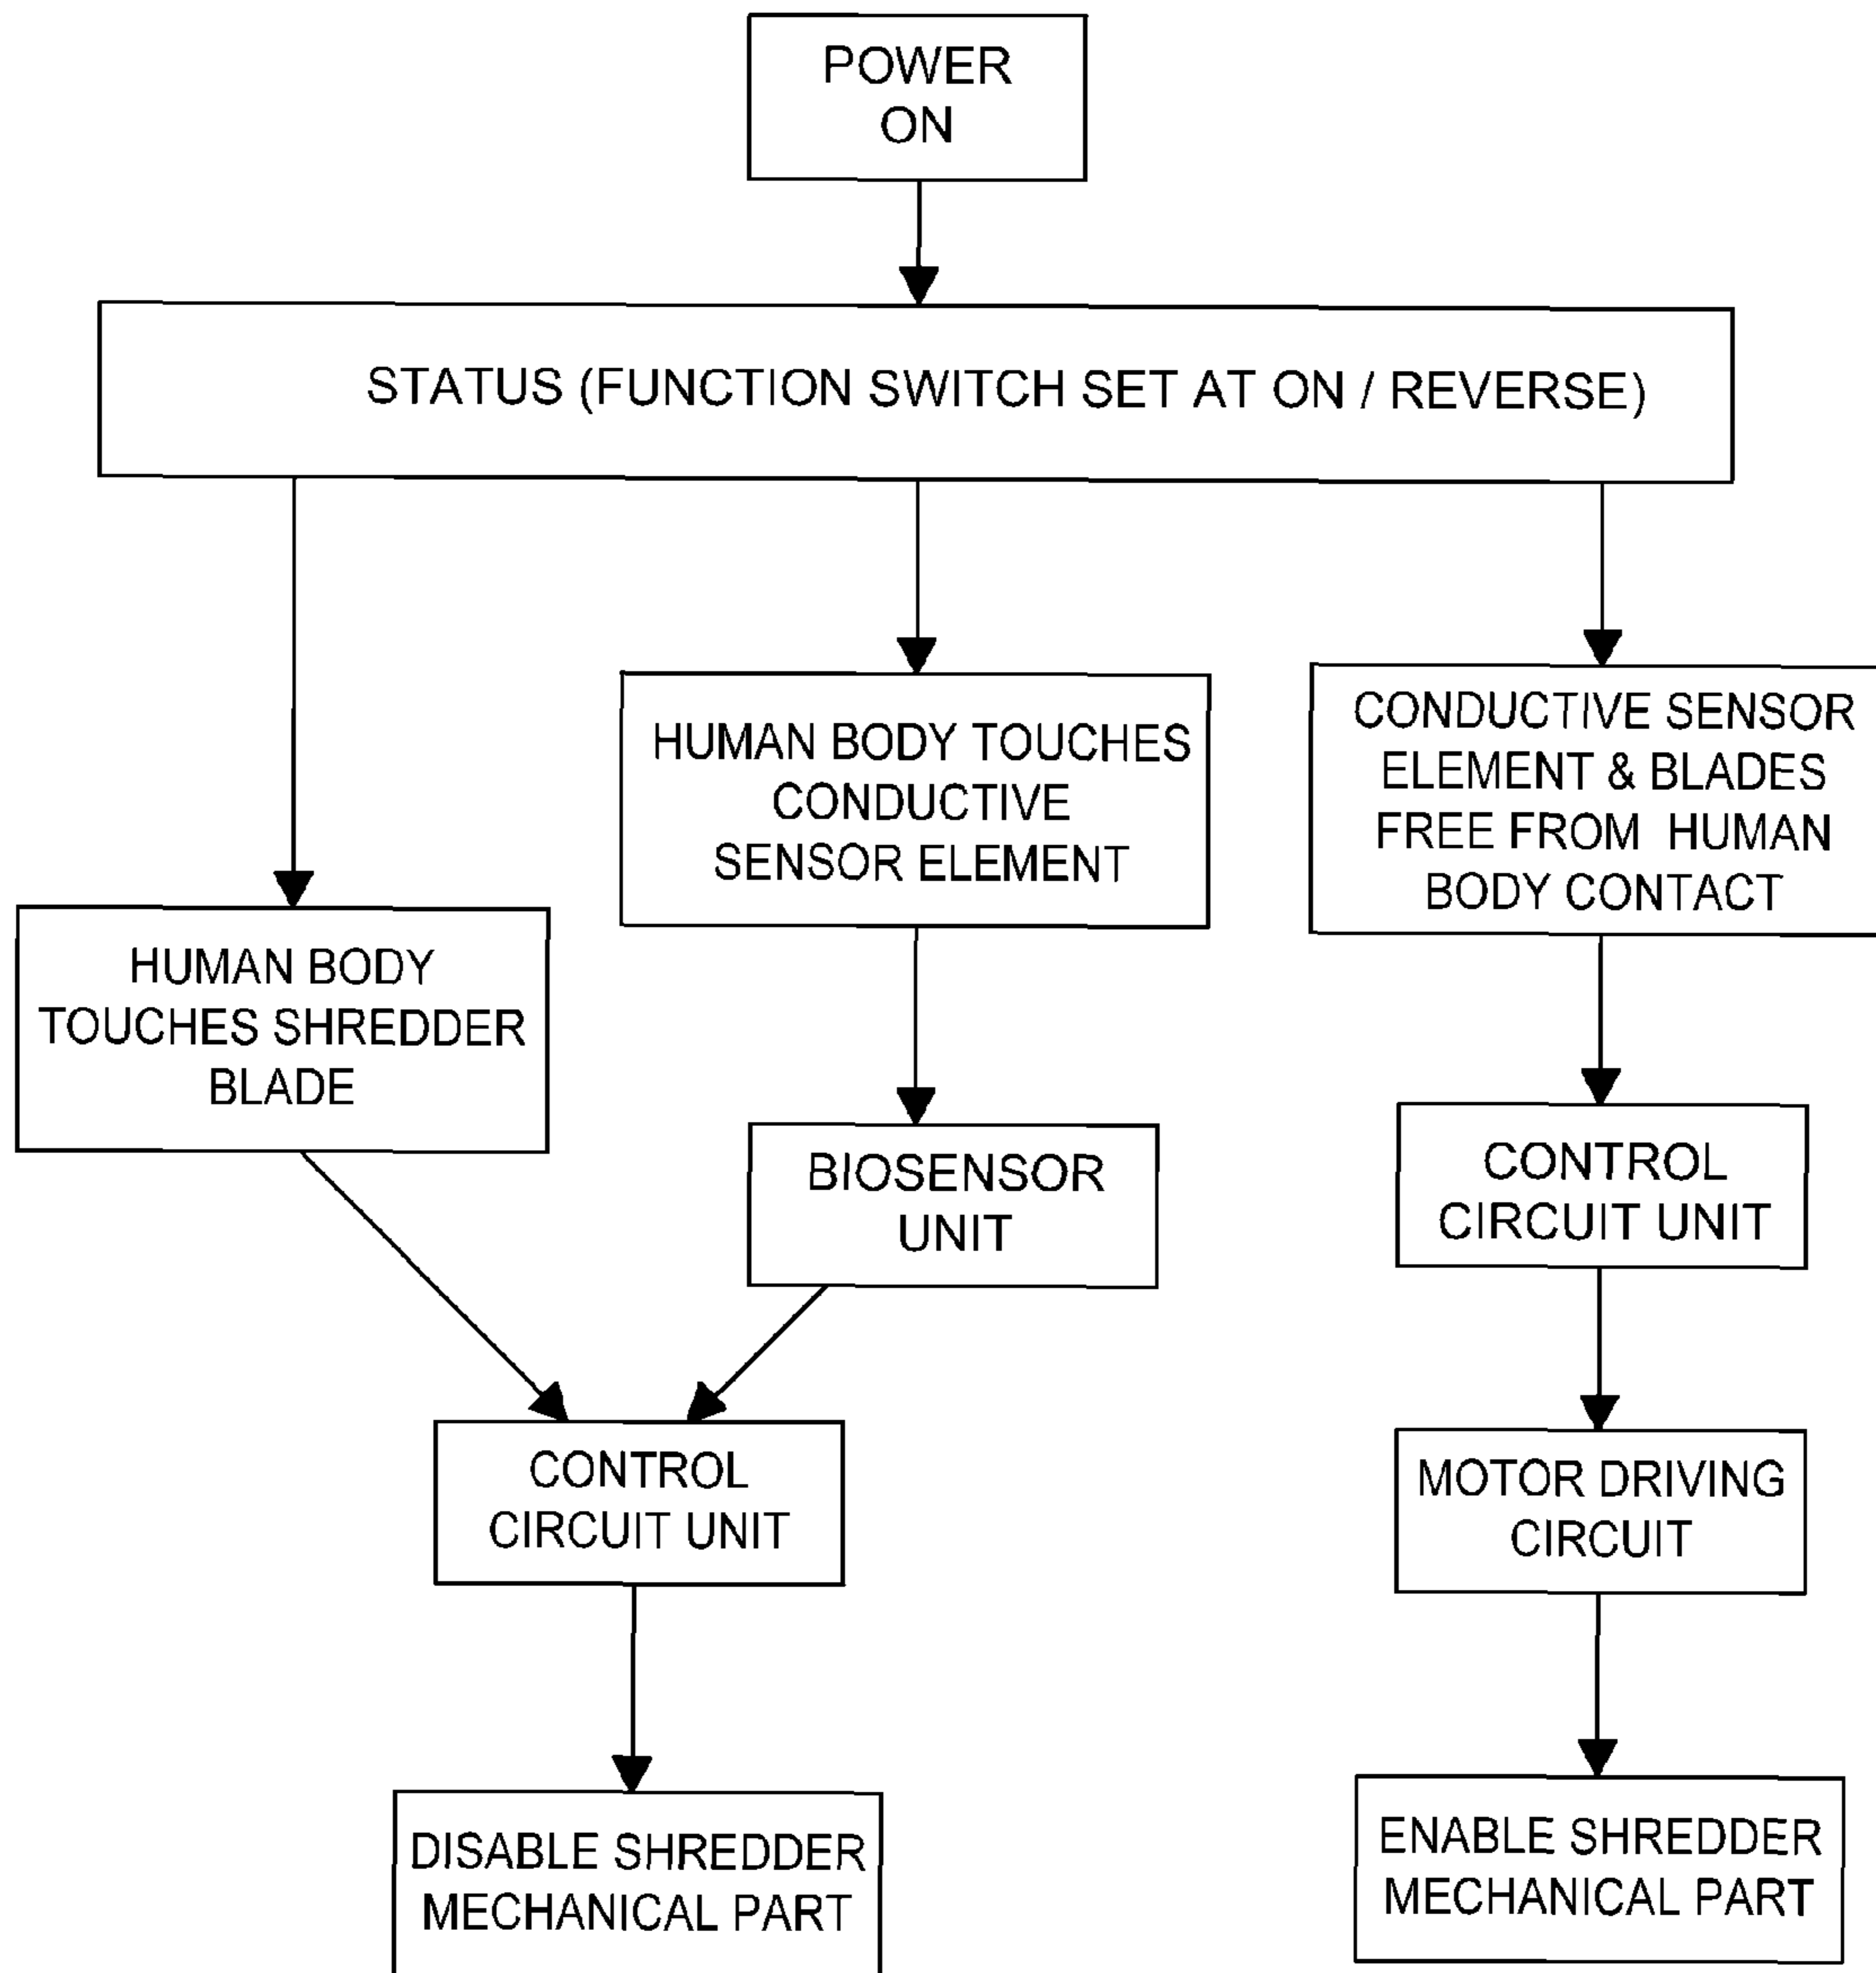 POWER
ON
STATUS (FUNCTION SWITCH SET AT ON / REVERSE)
HUMAN BODY
TOUCHES SHREDDER
BLADE
HUMAN BODY TOUCHES
CONDUCTIVE
SENSOR ELEMENT
CONDUCTIVE SENSOR
ELEMENT & BLADES
FREE FROM HUMAN
BODY CONTACT
BIOSENSOR
UNIT
CONTROL
CIRCUIT UNIT
CONTROL
CIRCUIT UNIT
MOTOR DRIVING
CIRCUIT
DISABLE SHREDDER
MECHANICAL PART
ENABLE SHREDDER
MECHANICAL PART